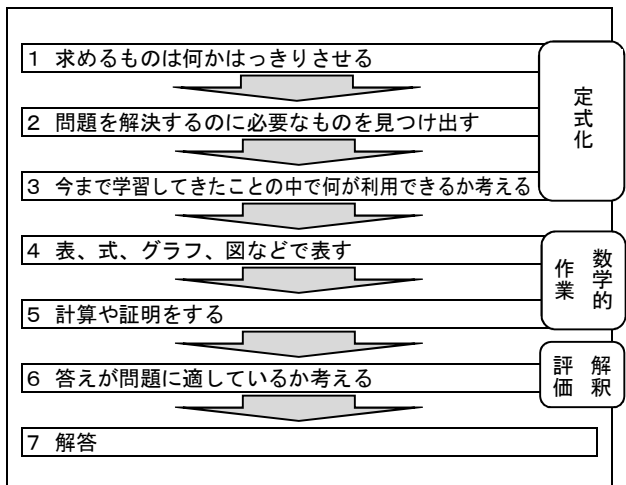 1 求めるものは何かはっきりさせる
2 問題を解決するのに必要なものを見つけ出す
3 今まで学習してきたことの中で何が利用できるか考える
定式化
4 表、式、グラフ、図などで表す
5 計算や証明をする
数学的
作業
6 答えが問題に適しているか考える
解釈
評価
7 解答